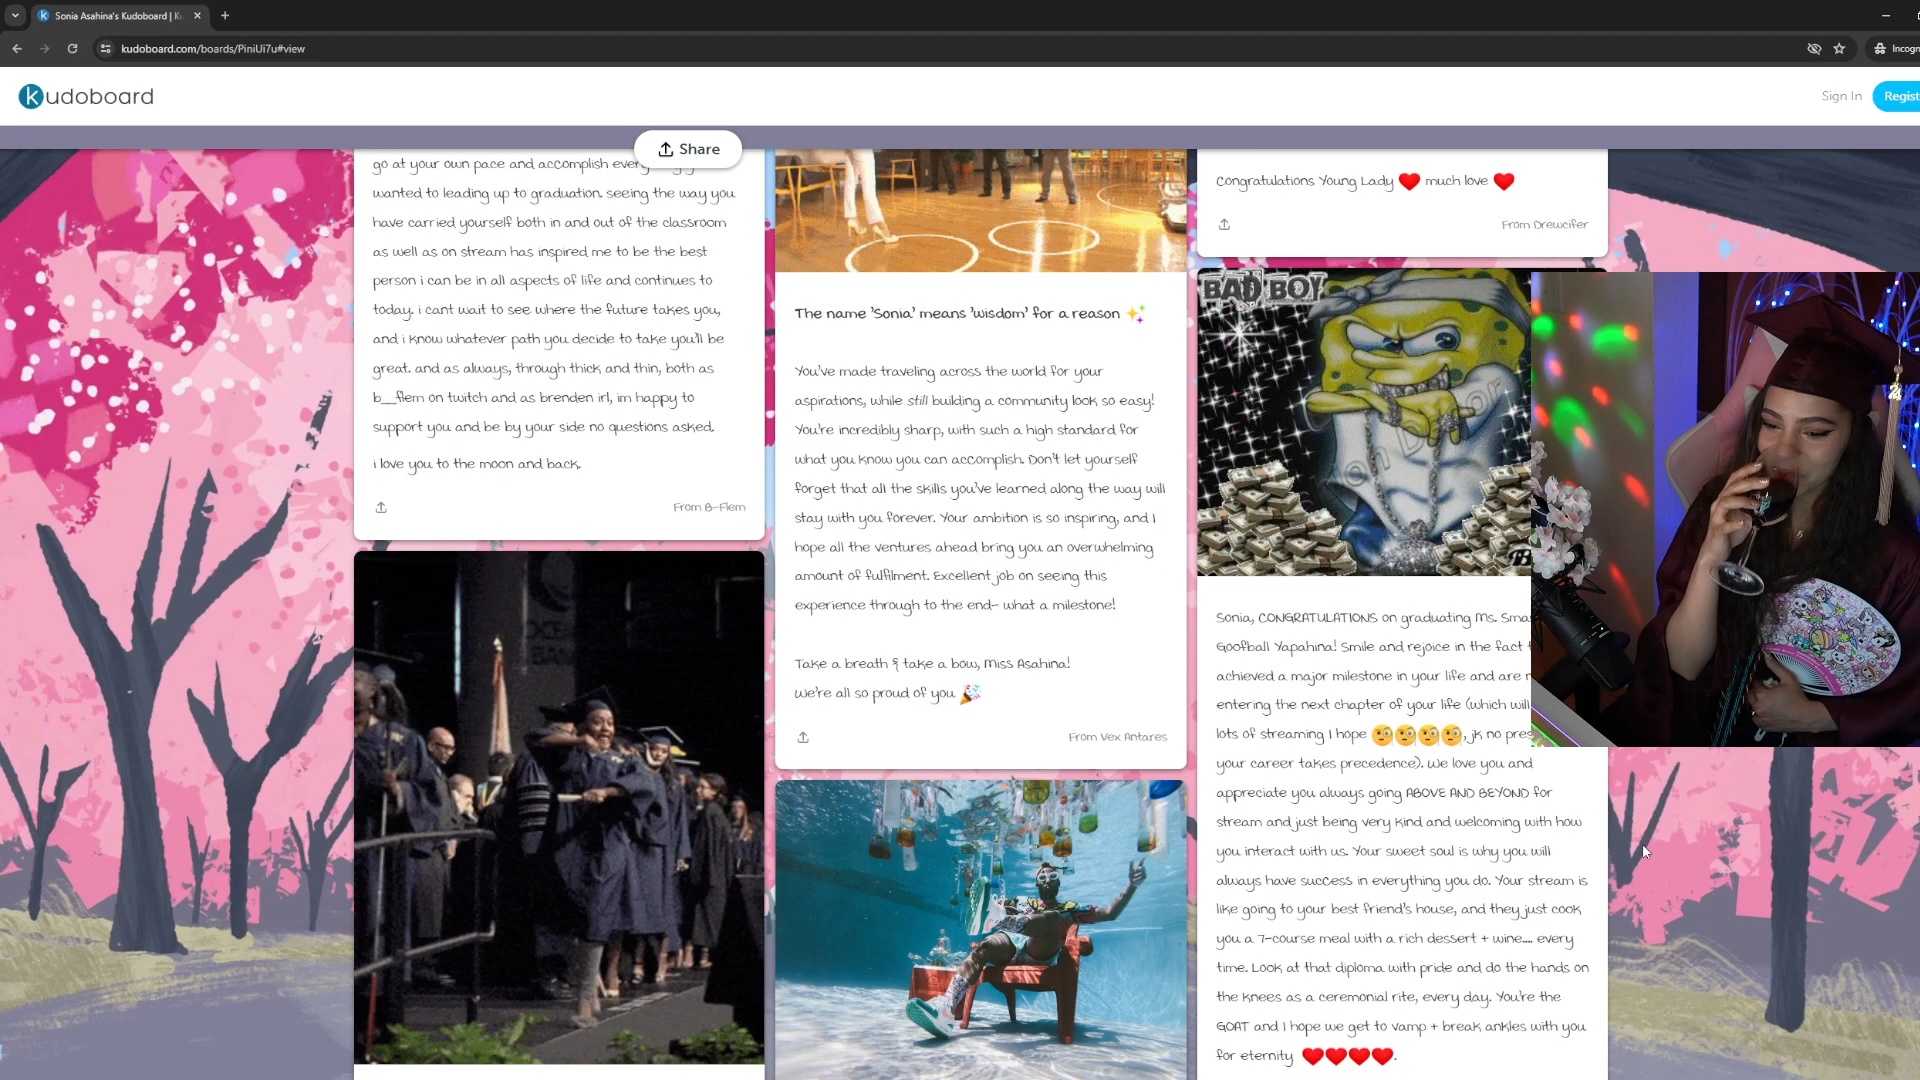 Sonia Asahina's Kudoboard | Ku
kudoboard.com/boards/PiniUi7u#view
Incogn
kudoboard
Sign In
Regist
Share
go at your own pace and accomplish
wanted to leading up to graduation. seeing the way you
have carried yourself both in and out of the classroom
as well as on stream has inspired me to be the best
person i can be in all aspects of life and continues to
today. i cant wait to see where the future takes you,
and i know whatever path you decide to take you'll be
great. and as always, through thick and thin, both as
b__flem on twitch and as brenden irl, im happy to
support you and be by your side no questions asked.
i love you to the moon and back.
From B-Flem
The name 'Sonia' means 'wisdom' for a reason ✨
You've made traveling across the world for your
aspirations, while still building a community look so easy!
You're incredibly sharp, with such a high standard for
what you know you can accomplish. Don't let yourself
forget that all the skills you've learned along the way will
stay with you forever. Your ambition is so inspiring, and I
hope all the ventures ahead bring you an overwhelming
amount of fulfilment. Excellent job on seeing this
experience through to the end- what a milestone!
Take a breath & take a bow, Miss Asahina!
We're all so proud of you 🎉
From Vex Antares
Congratulations Young Lady ❤️ much love ❤️
From Drewcifer
BAD BOY
Sonia, CONGRATULATIONS on graduating Ms. Smar
Goofball Yapahina! Smile and rejoice in the fact
achieved a major milestone in your life and are
entering the next chapter of your life (which will
lots of streaming I hope 🧐🧐🧐🧐, jk no pres
your career takes precedence). We love you and
appreciate you always going ABOVE AND BEYOND for
stream and just being very kind and welcoming with how
you interact with us. Your sweet soul is why you will
always have success in everything you do. Your stream is
like going to your best friend's house, and they just cook
you a 7-course meal with a rich dessert + wine.... every
time. Look at that diploma with pride and do the hands on
the knees as a ceremonial rite, every day. You're the
GOAT and I hope we get to vamp + break ankles with you
for eternity ❤️❤️❤️❤️.